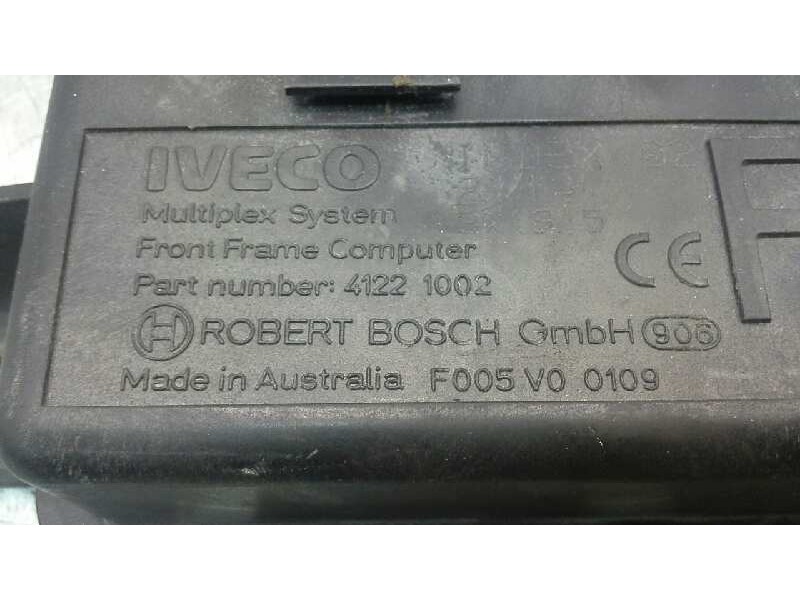 IVECO
Multiplex System
Front Frame Computer
Part number: 4122 1002
CE
ROBERT BOSCH GmbH 906
Made in Australia F005 V0 0109